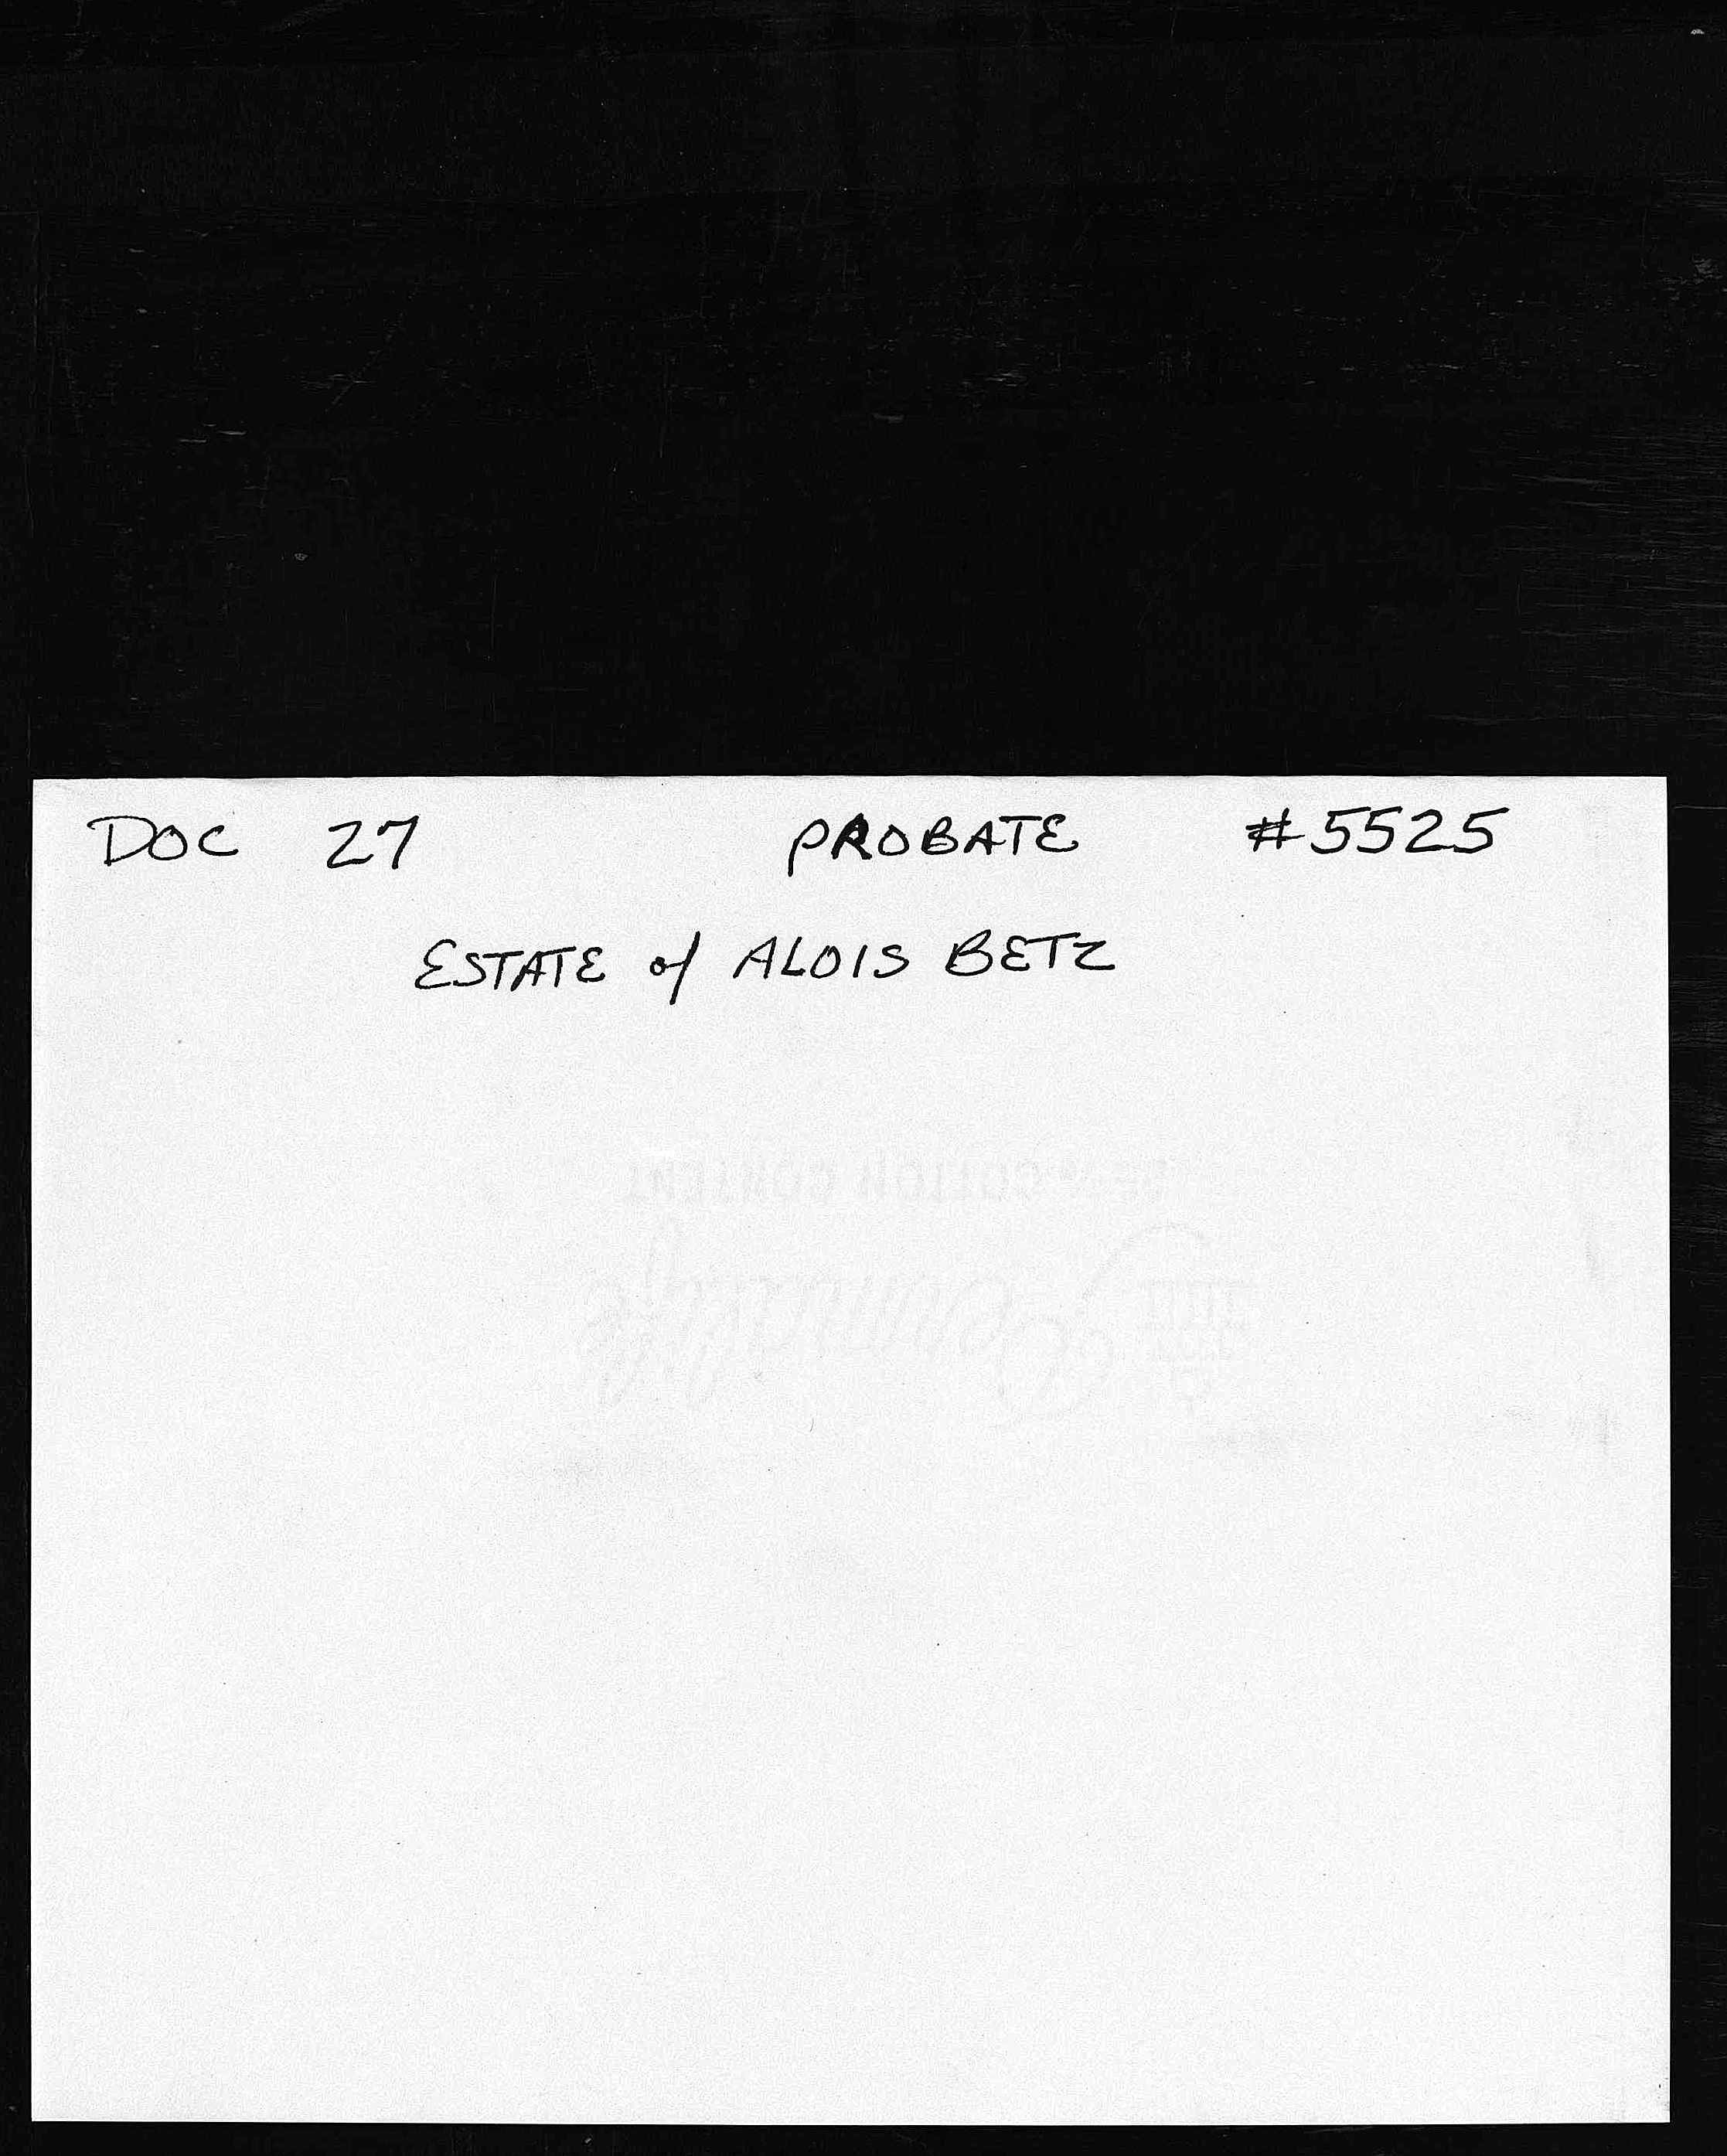 DOC 27 PROBATE #5525
ESTATE of ALOIS BETZ